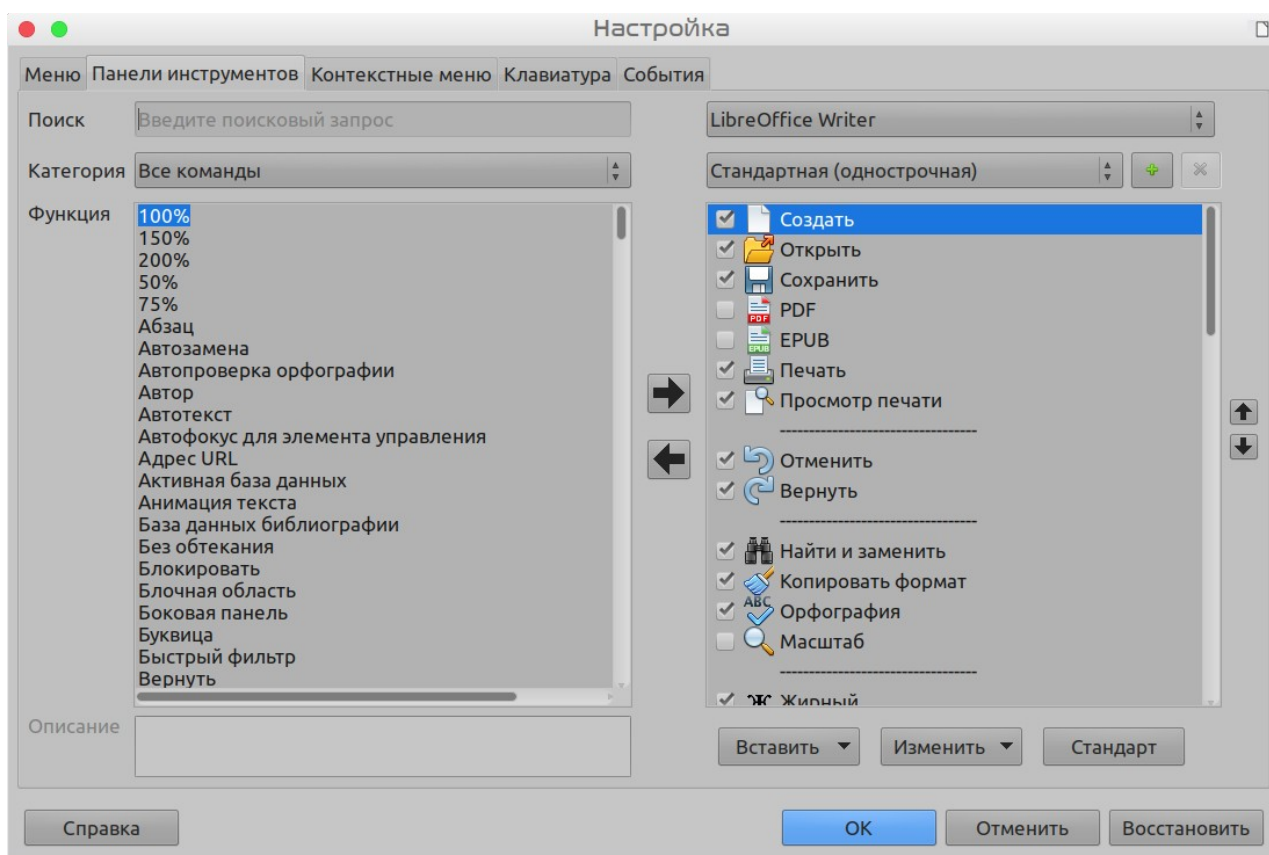 Настройка
Меню Панели инструментов Контекстные меню Клавиатура События
Поиск
Введите поисковый запрос
LibreOffice Writer
Категория
Все команды
Стандартная (однострочная)
Функция
100%
150%
200%
50%
75%
Абзац
Автозамена
Автопроверка орфографии
Автор
Автотекст
Автофокус для элемента управления
Адрес URL
Активная база данных
Анимация текста
База данных библиографии
Без обтекания
Блокировать
Блочная область
Боковая панель
Буквица
Быстрый фильтр
Вернуть
Создать
Открыть
Сохранить
PDF
PDF
EPUB
EPUB
Печать
Просмотр печати
----------------------------------
Отменить
Вернуть
----------------------------------
Найти и заменить
Копировать формат
ABC
Орфография
Масштаб
----------------------------------
Ж Жирный
Описание
Вставить
Изменить
Стандарт
Справка
OK
Отменить
Восстановить